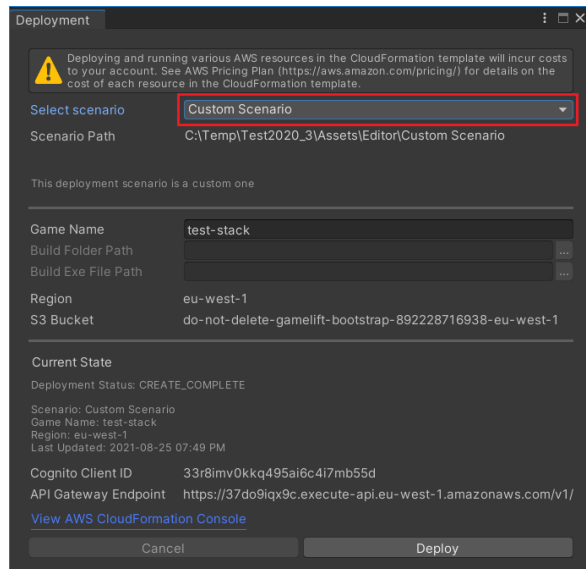 Deployment
Deploying and running various AWS resources in the CloudFormation template will incur costs
to your account. See AWS Pricing Plan (https://aws.amazon.com/pricing/) for details on the
cost of each resource in the CloudFormation template.
Select scenario Custom Scenario
Scenario Path C:\Temp\Test2020_3\Assets\Editor\Custom Scenario
This deployment scenario is a custom one
Game Name test-stack
Build Folder Path ...
Build Exe File Path ...
Region eu-west-1
S3 Bucket do-not-delete-gamelift-bootstrap-892228716938-eu-west-1
Current State
Deployment Status: CREATE_COMPLETE
Scenario: Custom Scenario
Game Name: test-stack
Region: eu-west-1
Last Updated: 2021-08-25 07:49 PM
Cognito Client ID 33r8imv0kkq495ai6c4i7mb55d
API Gateway Endpoint https://37do9iqx9c.execute-api.eu-west-1.amazonaws.com/v1/
View AWS CloudFormation Console
Cancel Deploy